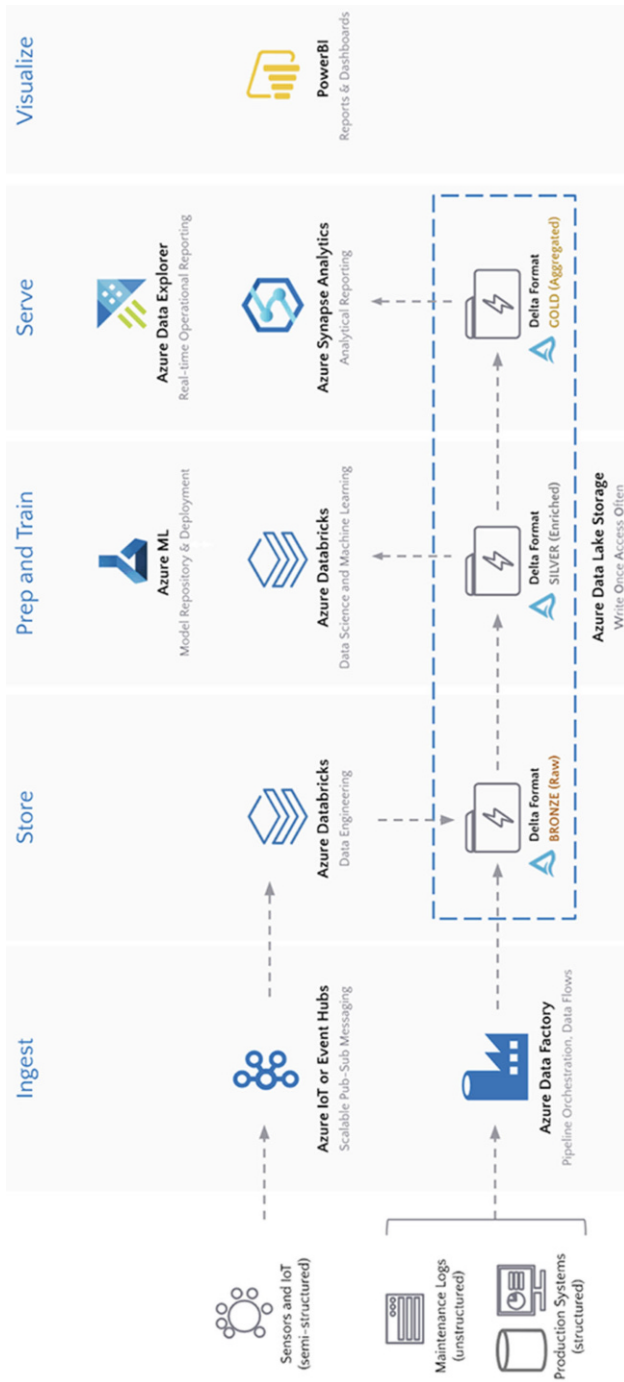 Ingest
Store
Prep and Train
Serve
Visualize
Azure ML
Model Repository & Deployment
Azure Data Explorer
Real-time Operational Reporting
Sensors and IoT
(semi-structured)
Azure IoT or Event Hubs
Scalable Pub-Sub Messaging
Azure Databricks
Data Engineering
Azure Databricks
Data Science and Machine Learning
Azure Synapse Analytics
Analytical Reporting
PowerBI
Reports & Dashboards
Maintenance Logs
(unstructured)
Production Systems
(structured)
Azure Data Factory
Pipeline Orchestration, Data Flows
Delta Format
BRONZE (Raw)
Delta Format
SILVER (Enriched)
Delta Format
GOLD (Aggregated)
Azure Data Lake Storage
Write Once Access Often